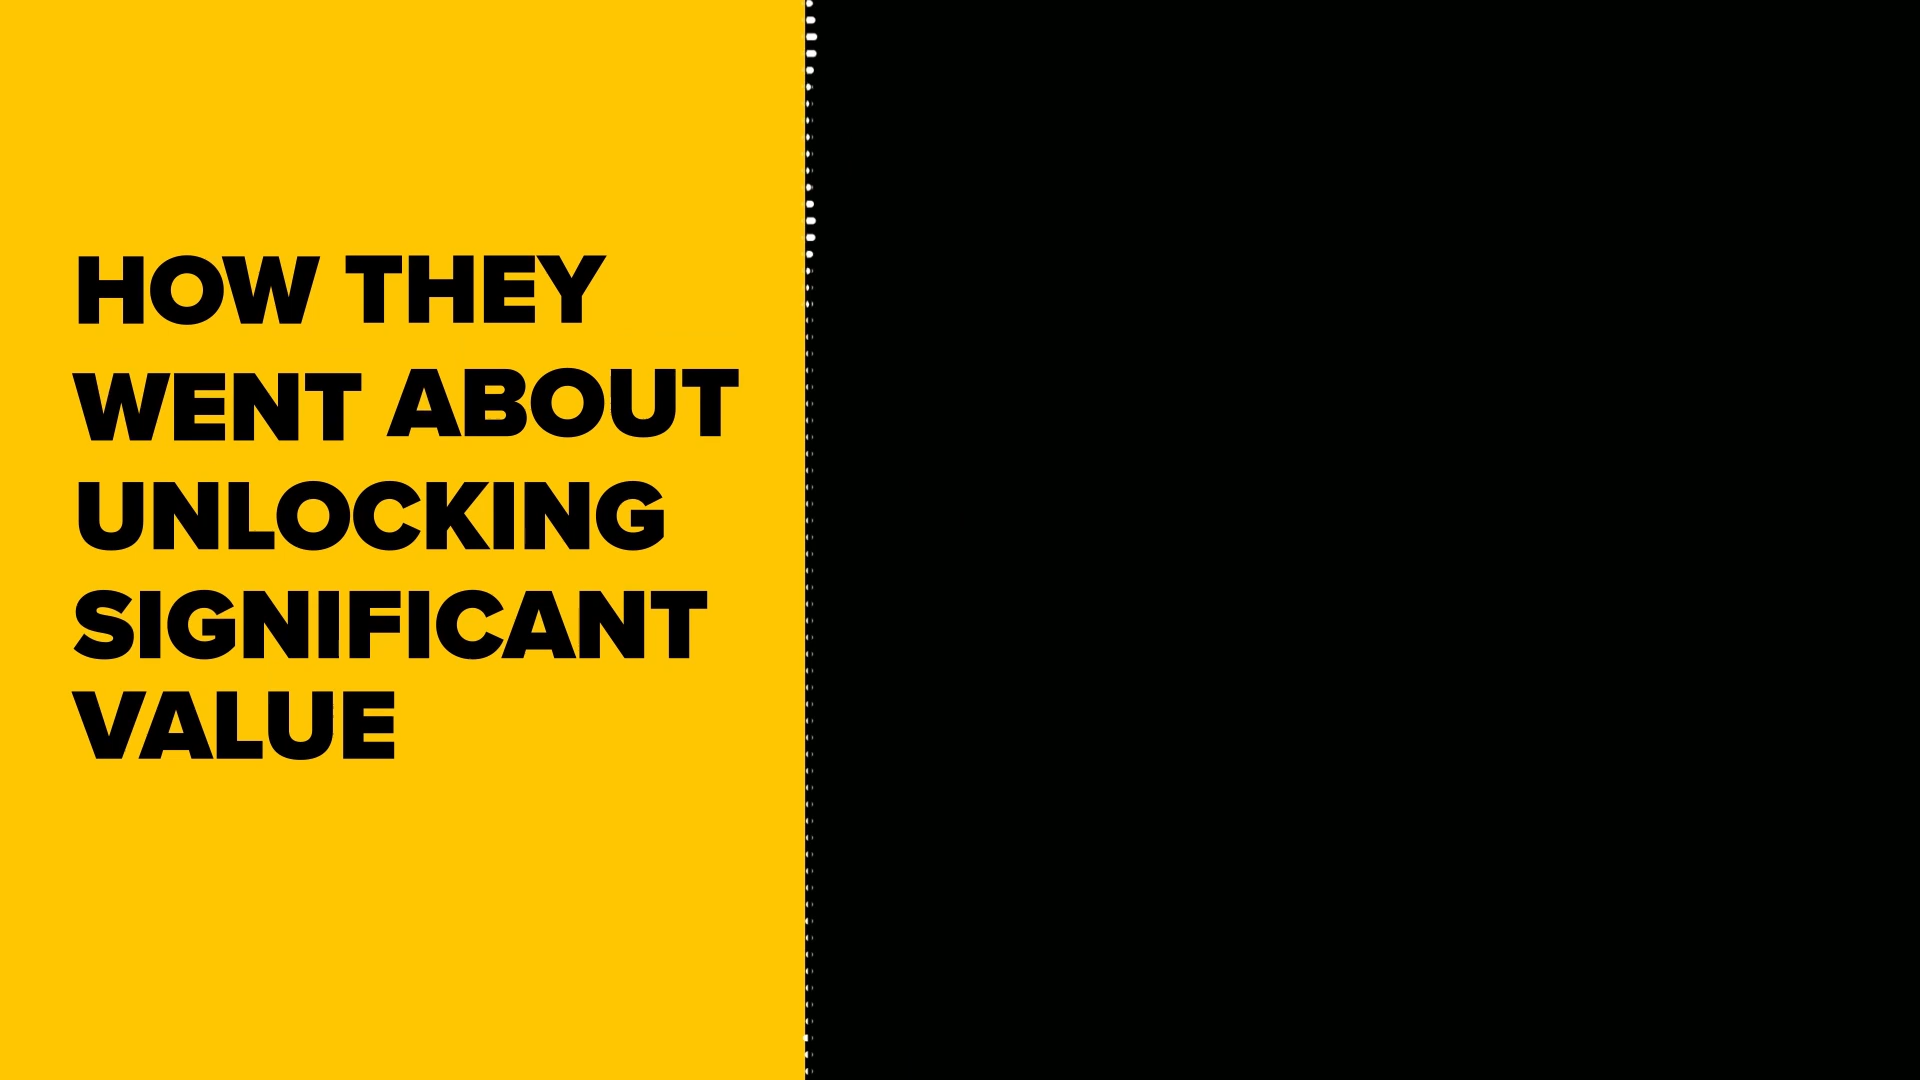 HOW THEY
WENT ABOUT
UNLOCKING
SIGNIFICANT
VALUE